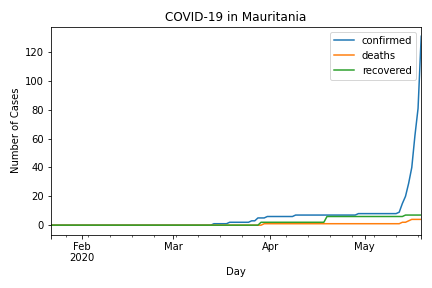 COVID-19 in Mauritania
confirmed
deaths
recovered
Number of Cases
120
100
80
60
40
20
0
Feb Mar Apr May
2020
Day